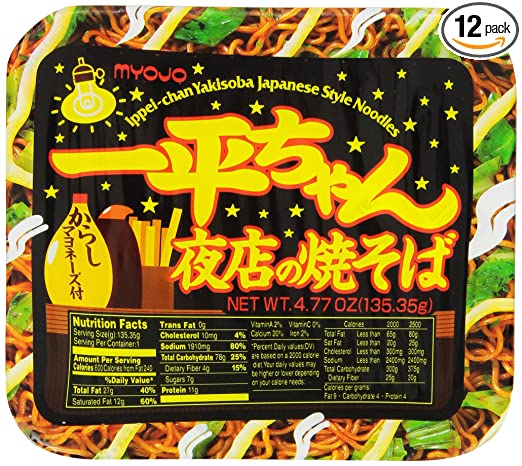 12 pack
MYOJO
Ippei-chan Yakisoba Japanese Style Noodles
一平ちゃん
夜店の焼そば
からし
マヨネーズ付
NET WT. 4.77 OZ(135.35g)
Nutrition Facts
Serving Size(g) 135.35g
Serving Per Container:1
Amount Per Serving
Calories 600 Calories from Fat 240
%Daily Value*
Total Fat 27g 40%
Saturated Fat 12g 60%
Trans Fat 0g
Cholesterol 10mg 4%
Sodium 1910mg 80%
Total Carbohydrate 78g 25%
Dietary Fiber 4g 15%
Sugars 7g
Protein 11g
VitaminA 2% VitaminC 0%
Calcium 20% Iron 2%
*Percent Daily Values(DV)
are based on a 2000 calorie
diet.Your daily values may
be higher or lower depending
on your calorie needs:
Calories 2000 2500
Total Fat Less than 65g 80g
Sat Fat Less than 20g 25g
Cholesterol Less than 300mg 300mg
Sodium Less than 2400mg 2400mg
Total Carbohydrate 300g 375g
Dietary Fiber 25g 30g
Calories per grams:
Fat 9・Carbohydrate 4・Protein 4